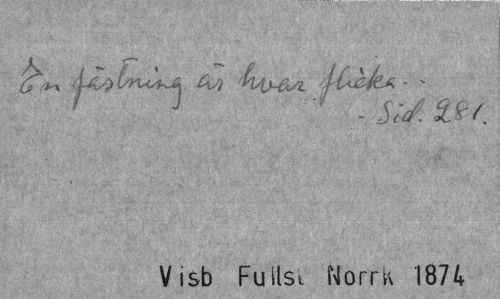 En fästning är hvar flicka..
- Sid. 281.
Visb Fullst Norrk 1874